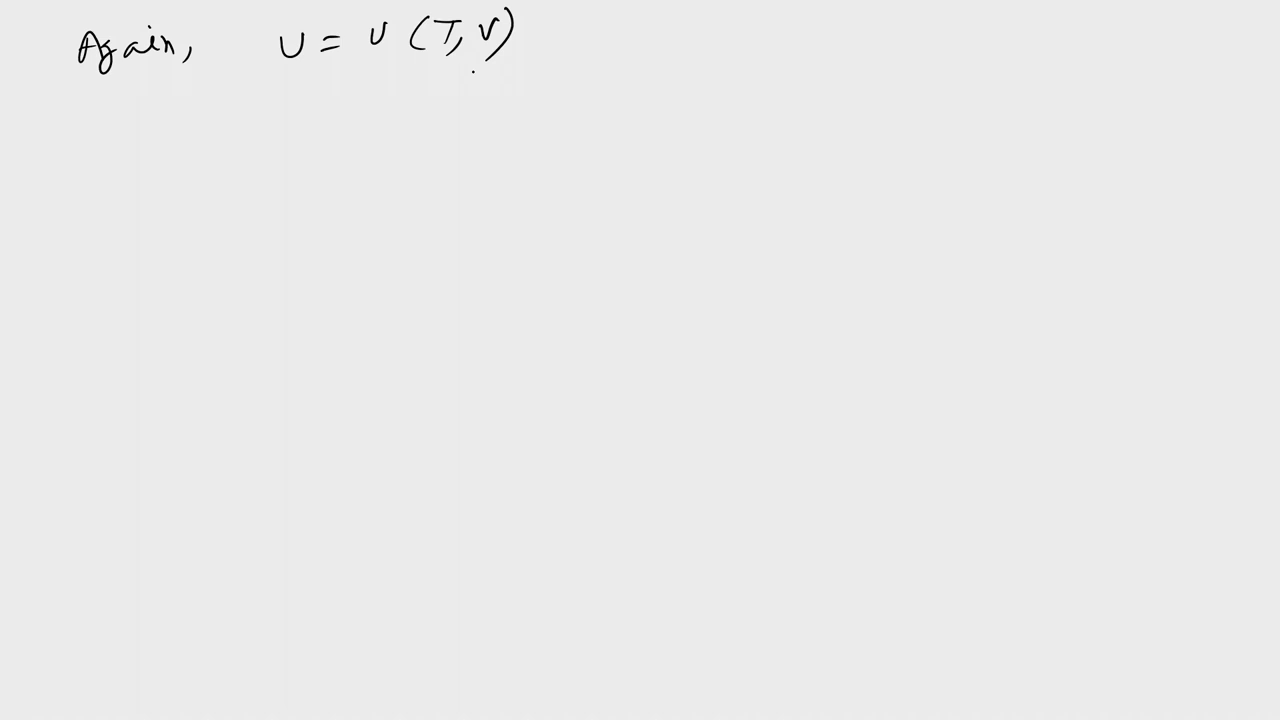 Again, U = U (T, V)